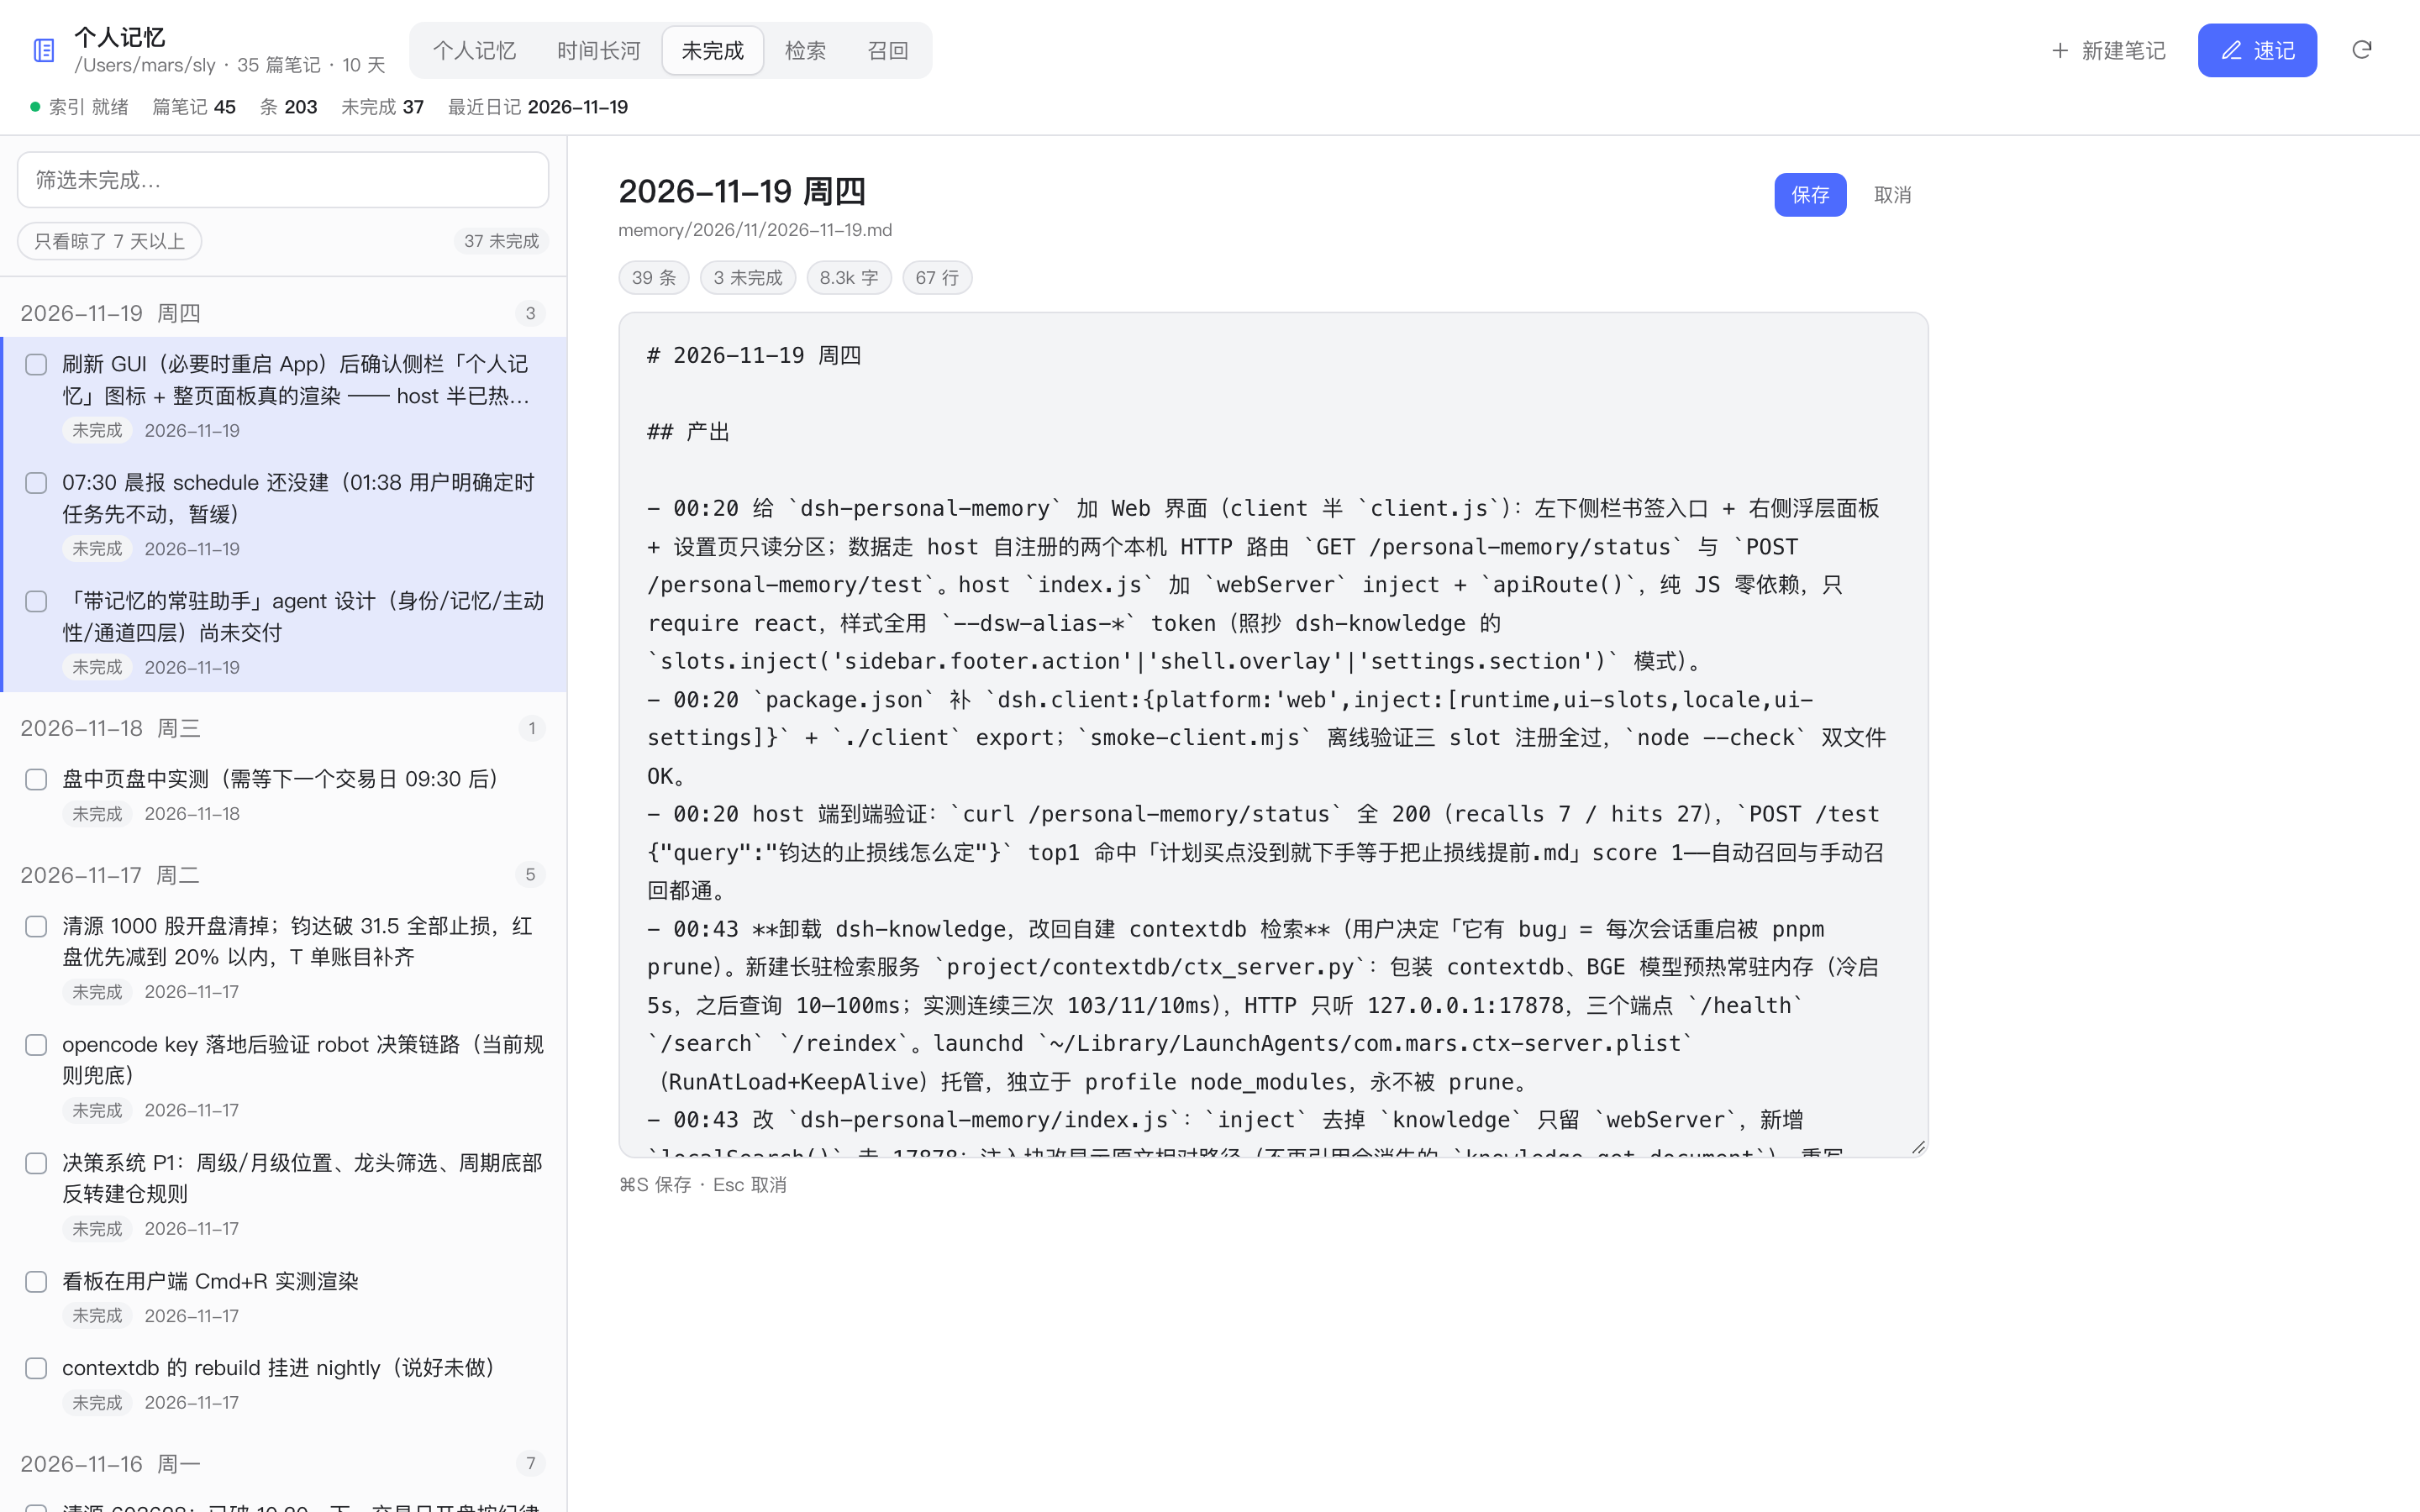 个人记忆
/Users/mars/sly · 35 篇笔记 · 10 天
个人记忆 时间长河 未完成 检索 召回
+ 新建笔记 速记
索引 就绪 篇笔记 45 条 203 未完成 37 最近日记 2026-11-19
筛选未完成...
只看晾了 7 天以上 37 未完成
2026-11-19 周四 3
刷新 GUI（必要时重启 App）后确认侧栏「个人记
忆」图标 + 整页面板真的渲染 —— host 半已热...
未完成 2026-11-19
07:30 晨报 schedule 还没建（01:38 用户明确定时
任务先不动，暂缓）
未完成 2026-11-19
「带记忆的常驻助手」agent 设计（身份/记忆/主动
性/通道四层）尚未交付
未完成 2026-11-19
2026-11-18 周三 1
盘中页盘中实测（需等下一个交易日 09:30 后）
未完成 2026-11-18
2026-11-17 周二 5
清源 1000 股开盘清掉；钧达破 31.5 全部止损，红
盘优先减到 20% 以内，T 单账目补齐
未完成 2026-11-17
opencode key 落地后验证 robot 决策链路（当前规
则兜底）
未完成 2026-11-17
决策系统 P1：周级/月级位置、龙头筛选、周期底部
反转建仓规则
未完成 2026-11-17
看板在用户端 Cmd+R 实测渲染
未完成 2026-11-17
contextdb 的 rebuild 挂进 nightly（说好未做）
未完成 2026-11-17
2026-11-16 周一 7
2026-11-19 周四
保存 取消
memory/2026/11/2026-11-19.md
39 条 3 未完成 8.3k 字 67 行
# 2026-11-19 周四
## 产出
- 00:20 给 `dsh-personal-memory` 加 Web 界面（client 半 `client.js`）：左下侧栏书签入口 + 右侧浮层面板
+ 设置页只读分区；数据走 host 自注册的两个本机 HTTP 路由 `GET /personal-memory/status` 与 `POST
/personal-memory/test`。host `index.js` 加 `webServer` inject + `apiRoute()`，纯 JS 零依赖，只
require react，样式全用 `--dsw-alias-*` token（照抄 dsh-knowledge 的
`slots.inject('sidebar.footer.action'|'shell.overlay'|'settings.section')` 模式）。
- 00:20 `package.json` 补 `dsh.client:{platform:'web',inject:[runtime,ui-slots,locale,ui-
settings]}` + `./client` export；`smoke-client.mjs` 离线验证三 slot 注册全过，`node --check` 双文件
OK。
- 00:20 host 端到端验证：`curl /personal-memory/status` 全 200（recalls 7 / hits 27），`POST /test
{"query":"钧达的止损线怎么定"}` top1 命中「计划买点没到就下手等于把止损线提前.md」score 1——自动召回与手动召
回都通。
- 00:43 **卸载 dsh-knowledge，改回自建 contextdb 检索**（用户决定「它有 bug」= 每次会话重启被 pnpm
prune）。新建长驻检索服务 `project/contextdb/ctx_server.py`：包装 contextdb、BGE 模型预热常驻内存（冷启
5s，之后查询 10–100ms；实测连续三次 103/11/10ms），HTTP 只听 127.0.0.1:17878，三个端点 `/health`
`/search` `/reindex`。launchd `~/Library/LaunchAgents/com.mars.ctx-server.plist`
（RunAtLoad+KeepAlive）托管，独立于 profile node_modules，永不被 prune。
- 00:43 改 `dsh-personal-memory/index.js`：`inject` 去掉 `knowledge` 只留 `webServer`，新增
`localSearch()` 走 17878；注入块改显示原文相对路径（不再引用会消失的 `knowledge_get_document`）。重写
⌘S 保存 · Esc 取消